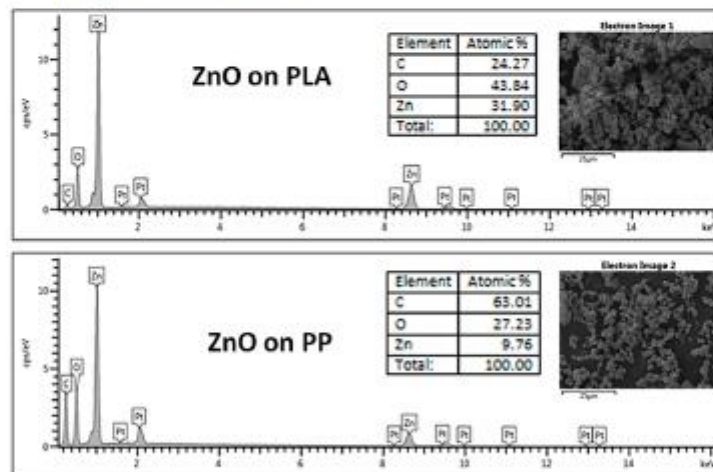 Electron Image 1
Element Atomic %
C 24.27
O 43.84
Zn 31.90
Total: 100.00
ZnO on PLA
cps/eV
10
5
0
Zn
O
C
Pt
Pt
Pt
Zn
Pt
Pt
Pt
Pt
Pt
2 4 6 8 10 12 14 keV
25µm
Electron Image 2
Element Atomic %
C 63.01
O 27.23
Zn 9.76
Total: 100.00
ZnO on PP
cps/eV
10
5
0
Zn
O
C
Pt
Pt
Pt
Zn
Pt
Pt
Pt
Pt
Pt
2 4 6 8 10 12 14
25µm